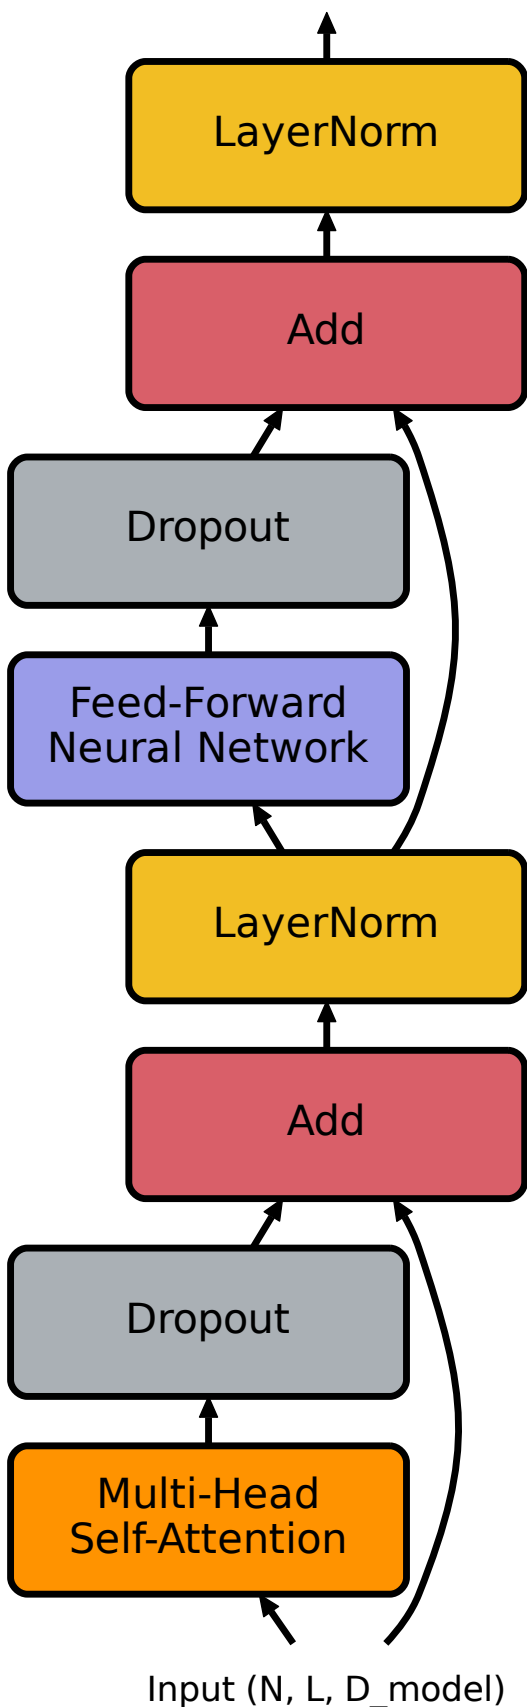 LayerNorm
Add
Dropout
Feed-Forward
Neural Network
LayerNorm
Add
Dropout
Multi-Head
Self-Attention
Input (N, L, D_model)